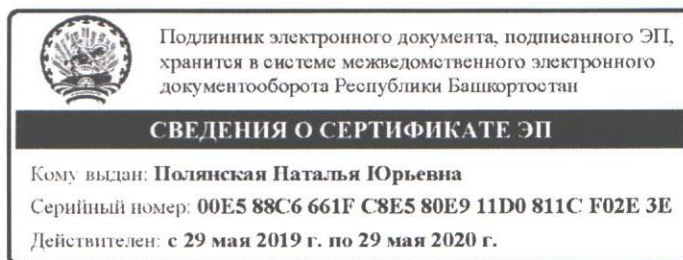 Подлинник электронного документа, подписанного ЭП,
хранится в системе межведомственного электронного
документооборота Республики Башкортостан
СВЕДЕНИЯ О СЕРТИФИКАТЕ ЭП
Кому выдан: Полянская Наталья Юрьевна
Серийный номер: 00E5 88C6 661F C8E5 80E9 11D0 811C F02E 3E
Действителен: с 29 мая 2019 г. по 29 мая 2020 г.